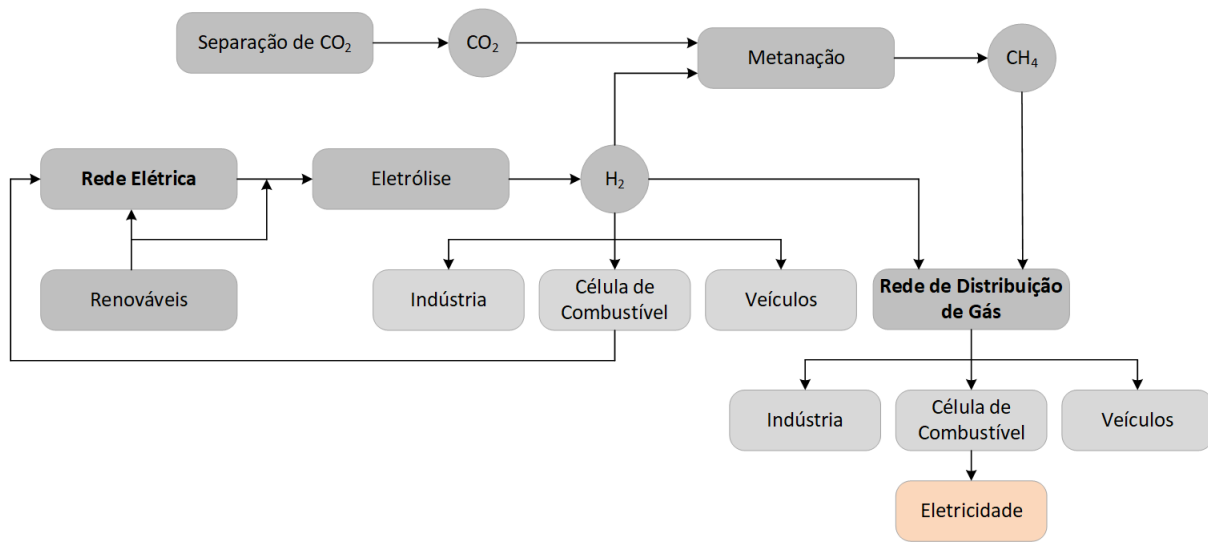 Separação de CO₂
CO₂
Metanação
CH₄
Rede Elétrica
Eletrólise
H₂
Renováveis
Indústria
Célula de
Combustível
Veículos
Rede de Distribuição
de Gás
Indústria
Célula de
Combustível
Veículos
Eletricidade